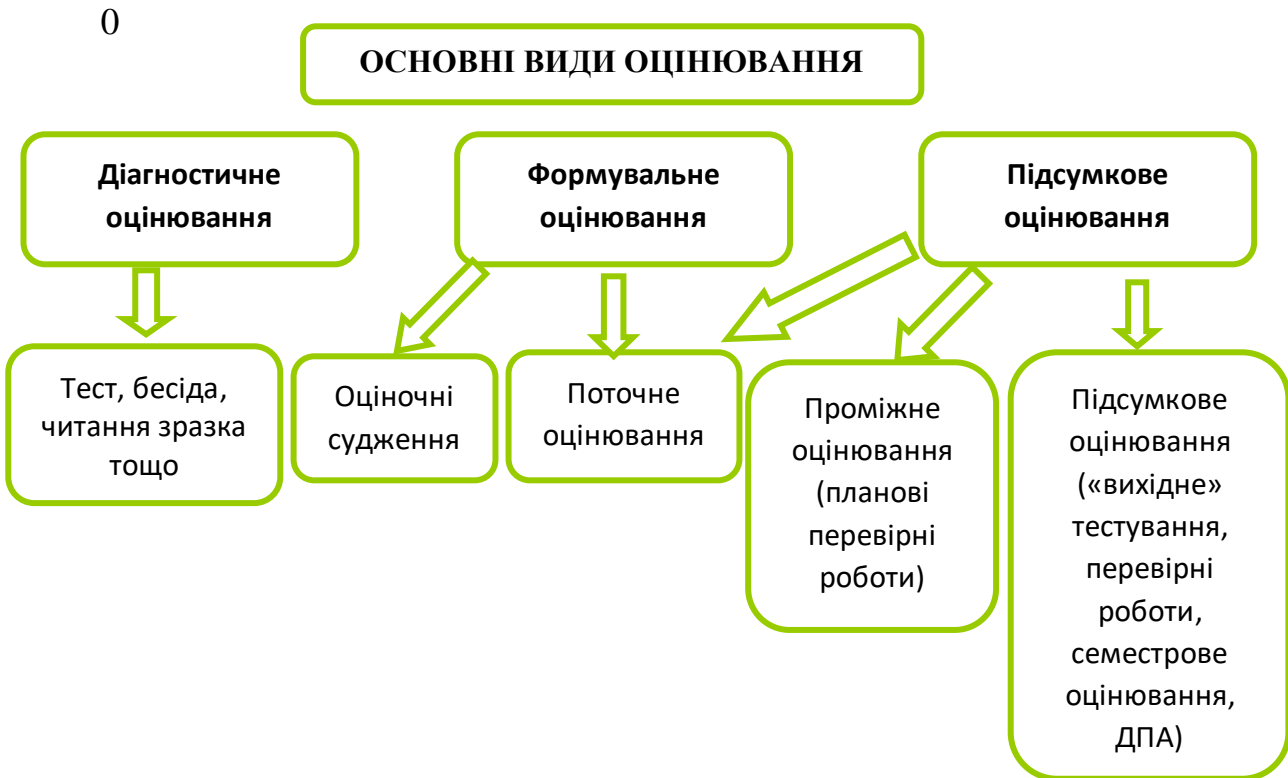 0
ОСНОВНІ ВИДИ ОЦІНЮВАННЯ
Діагностичне
оцінювання
Формувальне
оцінювання
Підсумкове
оцінювання
Тест, бесіда,
читання зразка
тощо
Оціночні
судження
Поточне
оцінювання
Проміжне
оцінювання
(планові
перевірні
роботи)
Підсумкове
оцінювання
(«вихідне»
тестування,
перевірні
роботи,
семестрове
оцінювання,
ДПА)